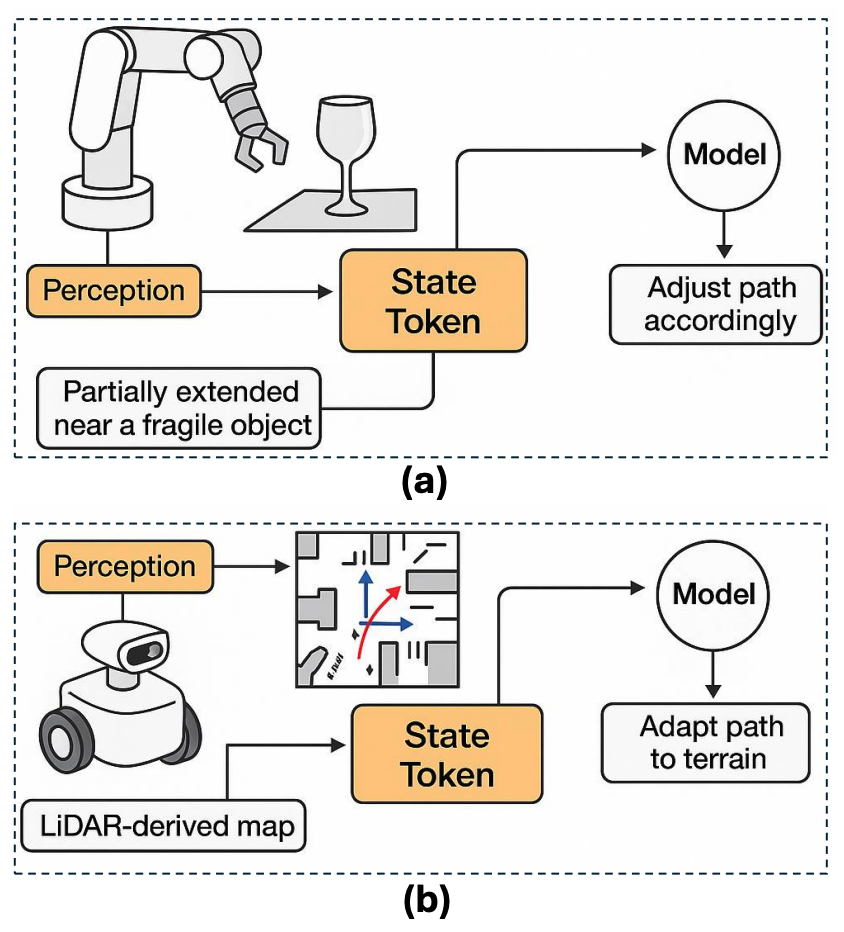 Perception
State
Token
Model
Adjust path
accordingly
Partially extended
near a fragile object
(a)
Perception
Model
State
Token
Adapt path
to terrain
LiDAR-derived map
(b)